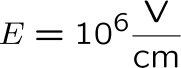 E = 10⁶ V/cm